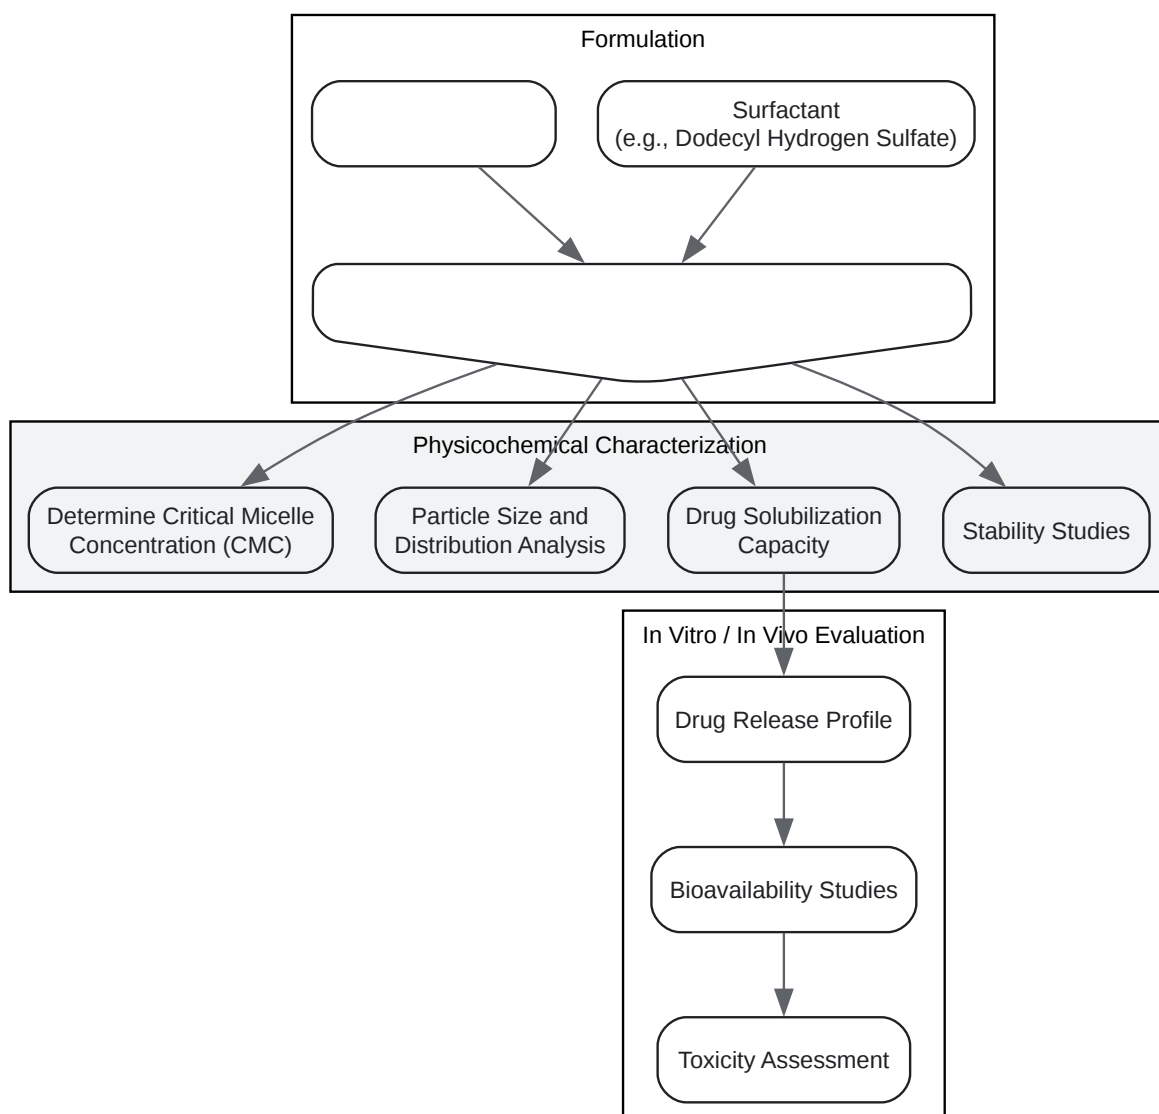 Formulation
Surfactant
(e.g., Dodecyl Hydrogen Sulfate)
Physicochemical Characterization
Determine Critical Micelle
Concentration (CMC)
Particle Size and
Distribution Analysis
Drug Solubilization
Capacity
Stability Studies
In Vitro / In Vivo Evaluation
Drug Release Profile
Bioavailability Studies
Toxicity Assessment